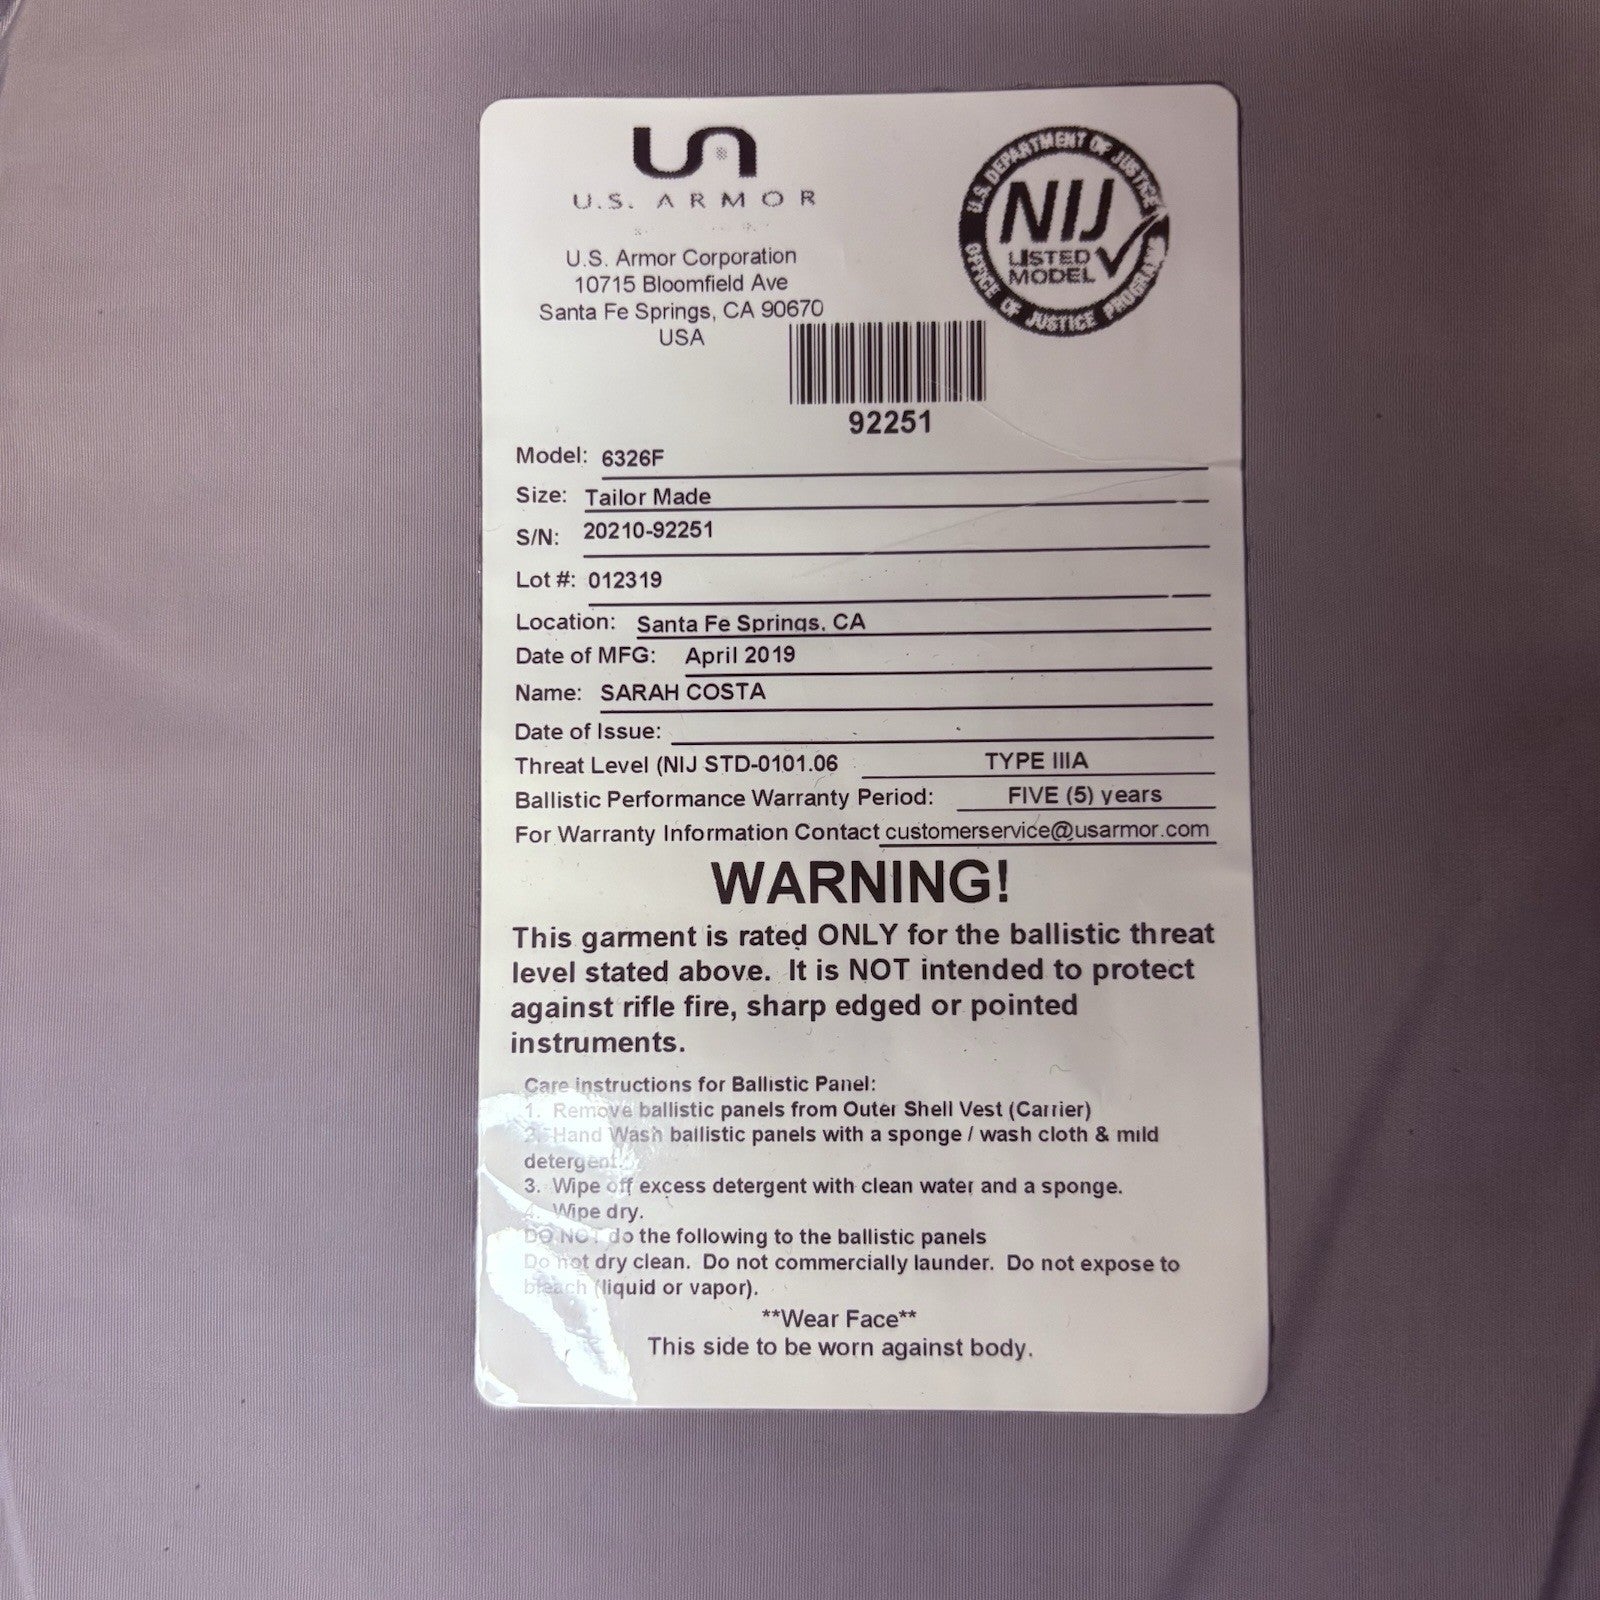 U.S. ARMOR
U.S. DEPARTMENT OF JUSTICE
NIJ
LISTED
MODEL
OFFICE OF JUSTICE PROGRAMS
U.S. Armor Corporation
10715 Bloomfield Ave
Santa Fe Springs, CA 90670
USA
92251
Model: 6326F
Size: Tailor Made
S/N: 20210-92251
Lot #: 012319
Location: Santa Fe Springs, CA
Date of MFG: April 2019
Name: SARAH COSTA
Date of Issue:
Threat Level (NIJ STD-0101.06 TYPE IIIA
Ballistic Performance Warranty Period: FIVE (5) years
For Warranty Information Contact customerservice@usarmor.com
WARNING!
This garment is rated ONLY for the ballistic threat
level stated above. It is NOT intended to protect
against rifle fire, sharp edged or pointed
instruments.
Care instructions for Ballistic Panel:
1. Remove ballistic panels from Outer Shell Vest (Carrier)
2. Hand Wash ballistic panels with a sponge / wash cloth & mild
detergent.
3. Wipe off excess detergent with clean water and a sponge.
4. Wipe dry.
DO NOT do the following to the ballistic panels
Do not dry clean. Do not commercially launder. Do not expose to
bleach (liquid or vapor).
**Wear Face**
This side to be worn against body.